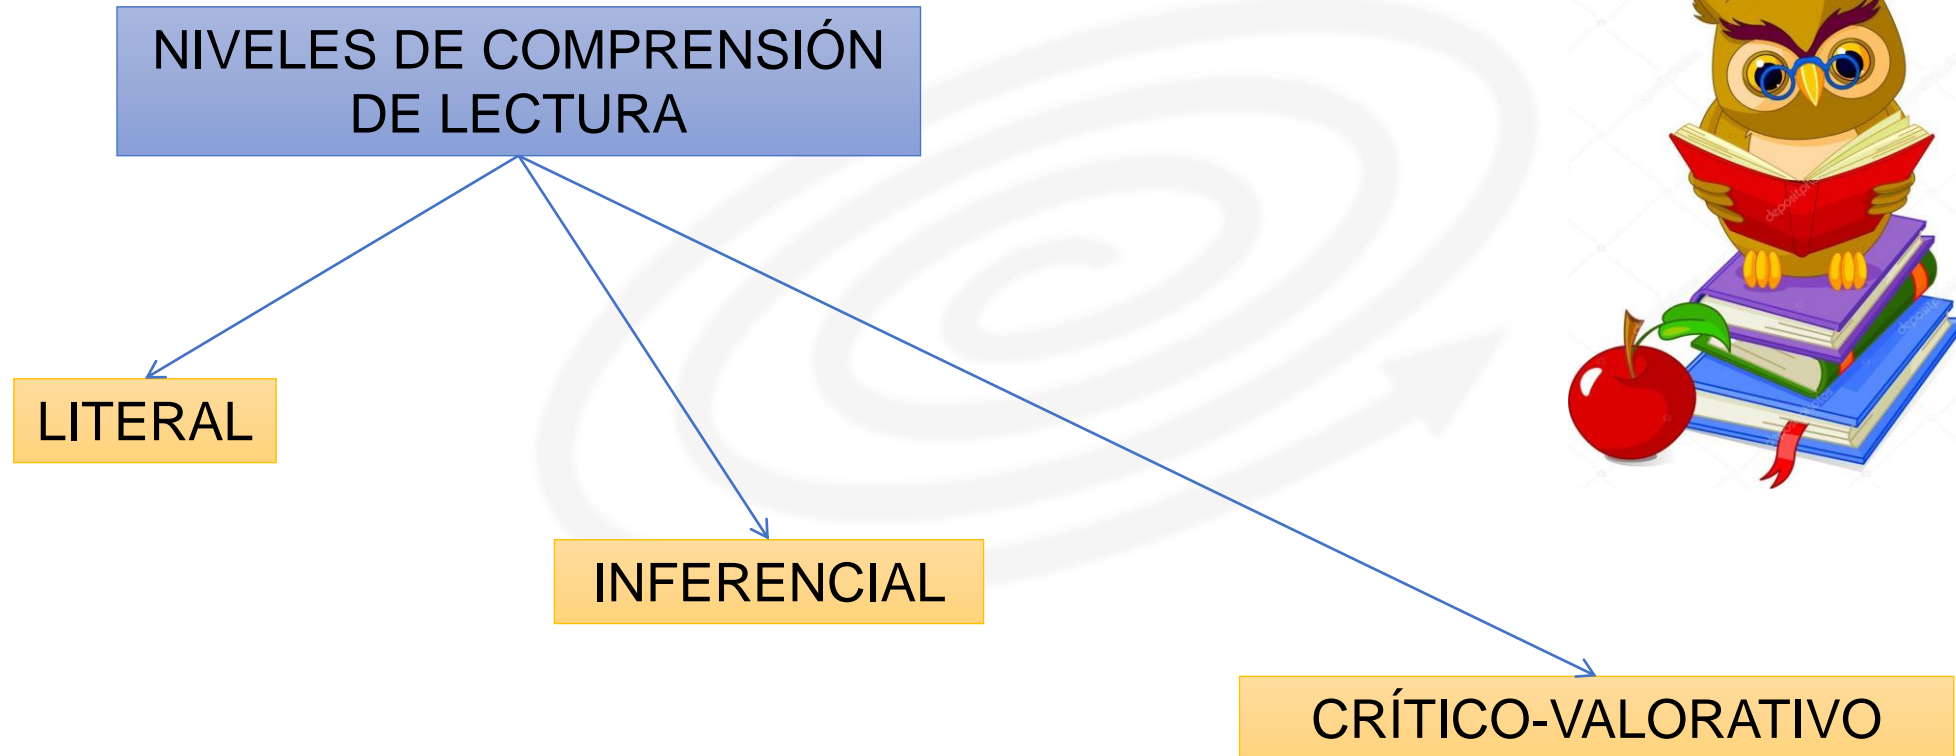 NIVELES DE COMPRENSIÓN
DE LECTURA
LITERAL
INFERENCIAL
CRÍTICO-VALORATIVO